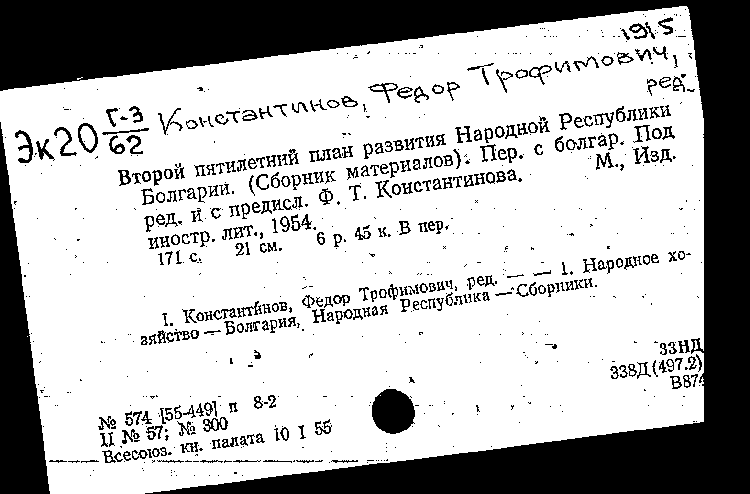 1915
Эк20 Г-3/62
Константинов, Федор Трофимович,
ред.
Второй пятилетний план развития Народной Республики
Болгарии. (Сборник материалов). Пер. с болгар. Под
ред. и с предисл. Ф. Т. Константинова. М., Изд.
иностр. лит., 1954.
171 с. 21 см. 6 р. 45 к. В пер.
I. Константинов, Федор Трофимович, ред. — — 1. Народное хо-
зяйство — Болгария, Народная Республика — Сборники.
33НД
338Д(497.2)
В874
№ 574 [55-449] п 8-2
Ц № 57; № 300
Всесоюз. кн. палата 10 I 55